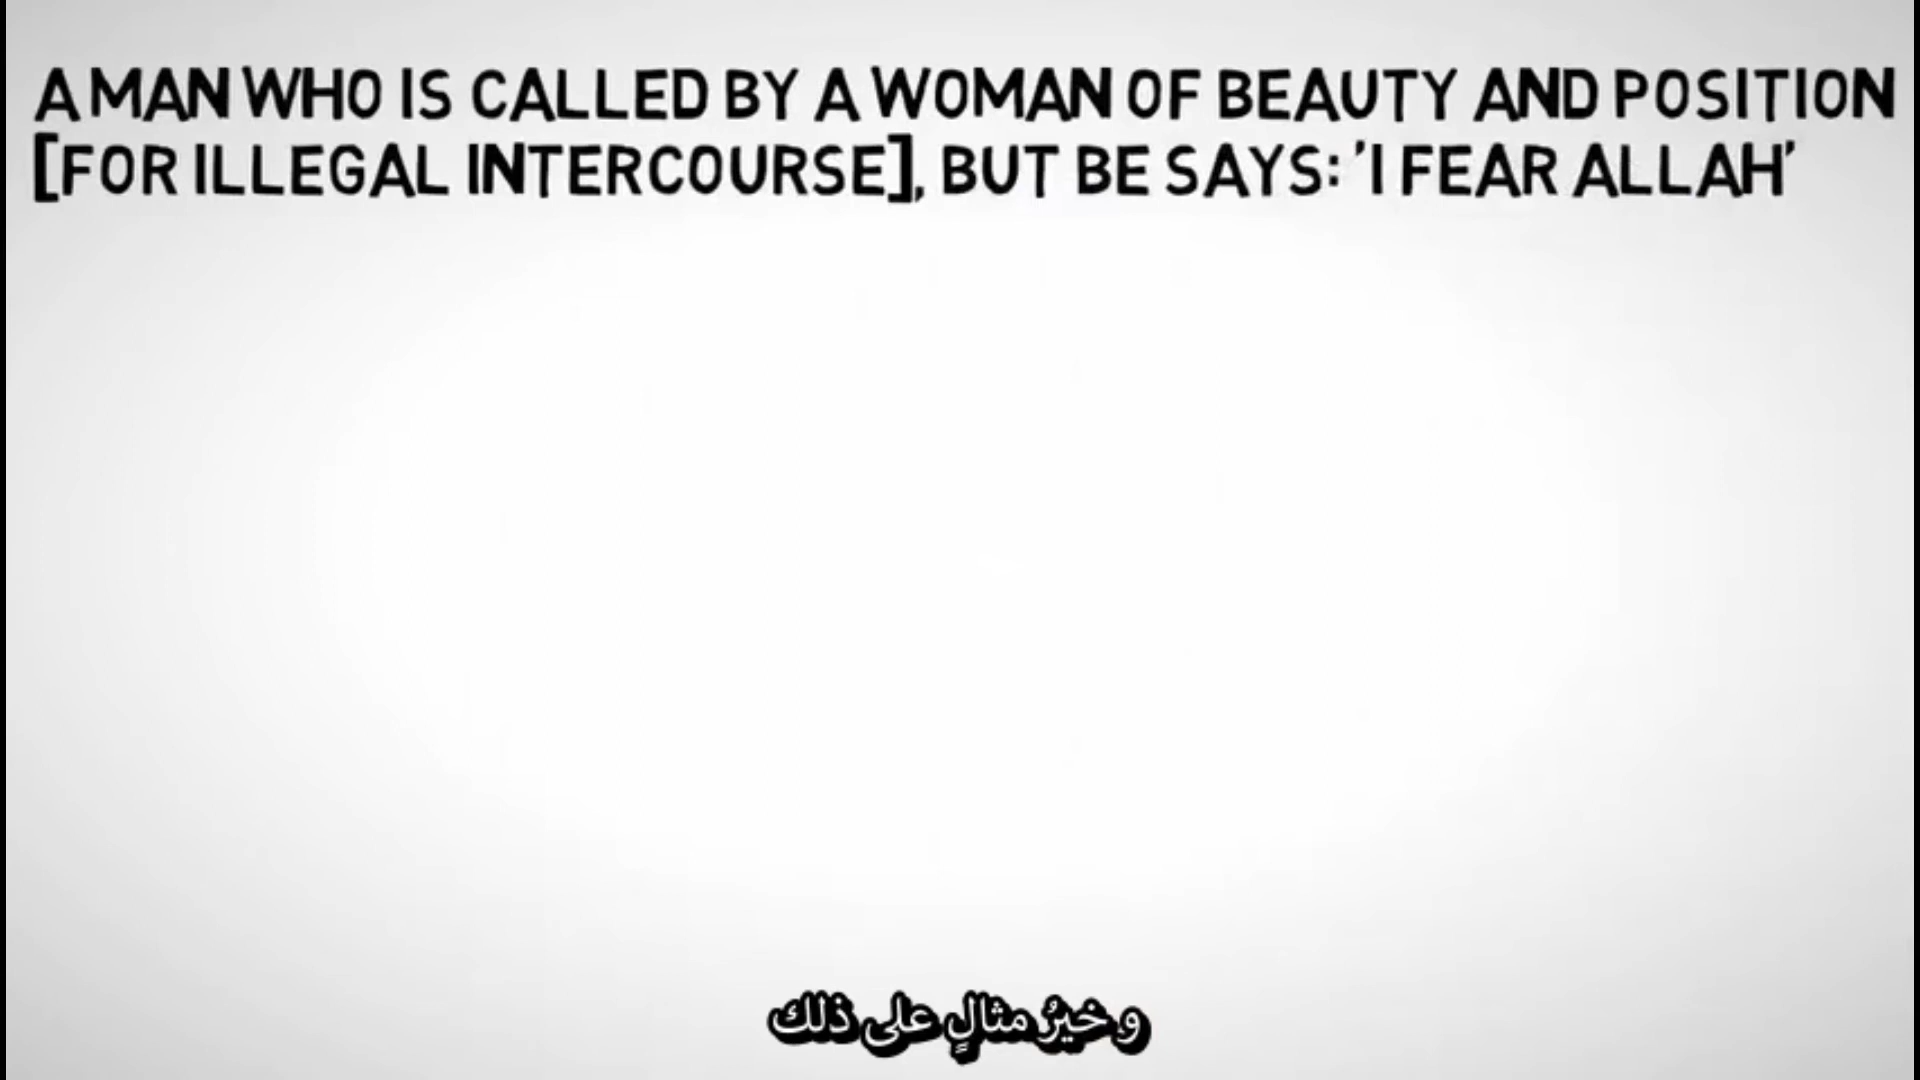 A MAN WHO IS CALLED BY A WOMAN OF BEAUTY AND POSITION
[FOR ILLEGAL INTERCOURSE], BUT BE SAYS: 'I FEAR ALLAH'
و خيرُ مثالٍ على ذلك